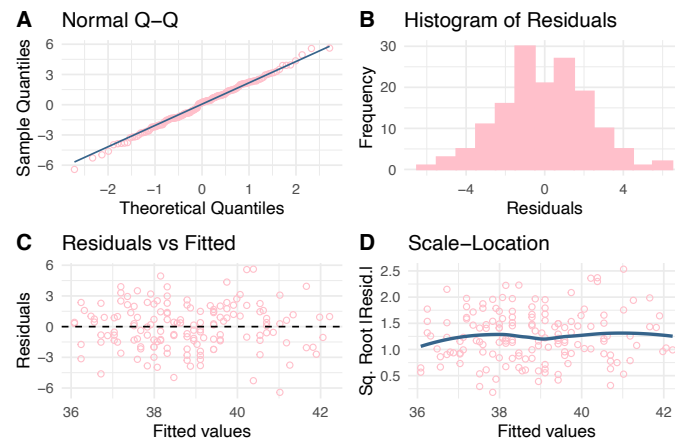 A Normal Q−Q
Sample Quantiles
6
3
0
−3
−6
−2 −1 0 1 2
Theoretical Quantiles
B Histogram of Residuals
Frequency
30
20
10
0
−4 0 4
Residuals
C Residuals vs Fitted
Residuals
6
3
0
−3
−6
36 38 40 42
Fitted values
D Scale−Location
Sq. Root |Resid.|
2.5
2.0
1.5
1.0
0.5
36 38 40 42
Fitted values